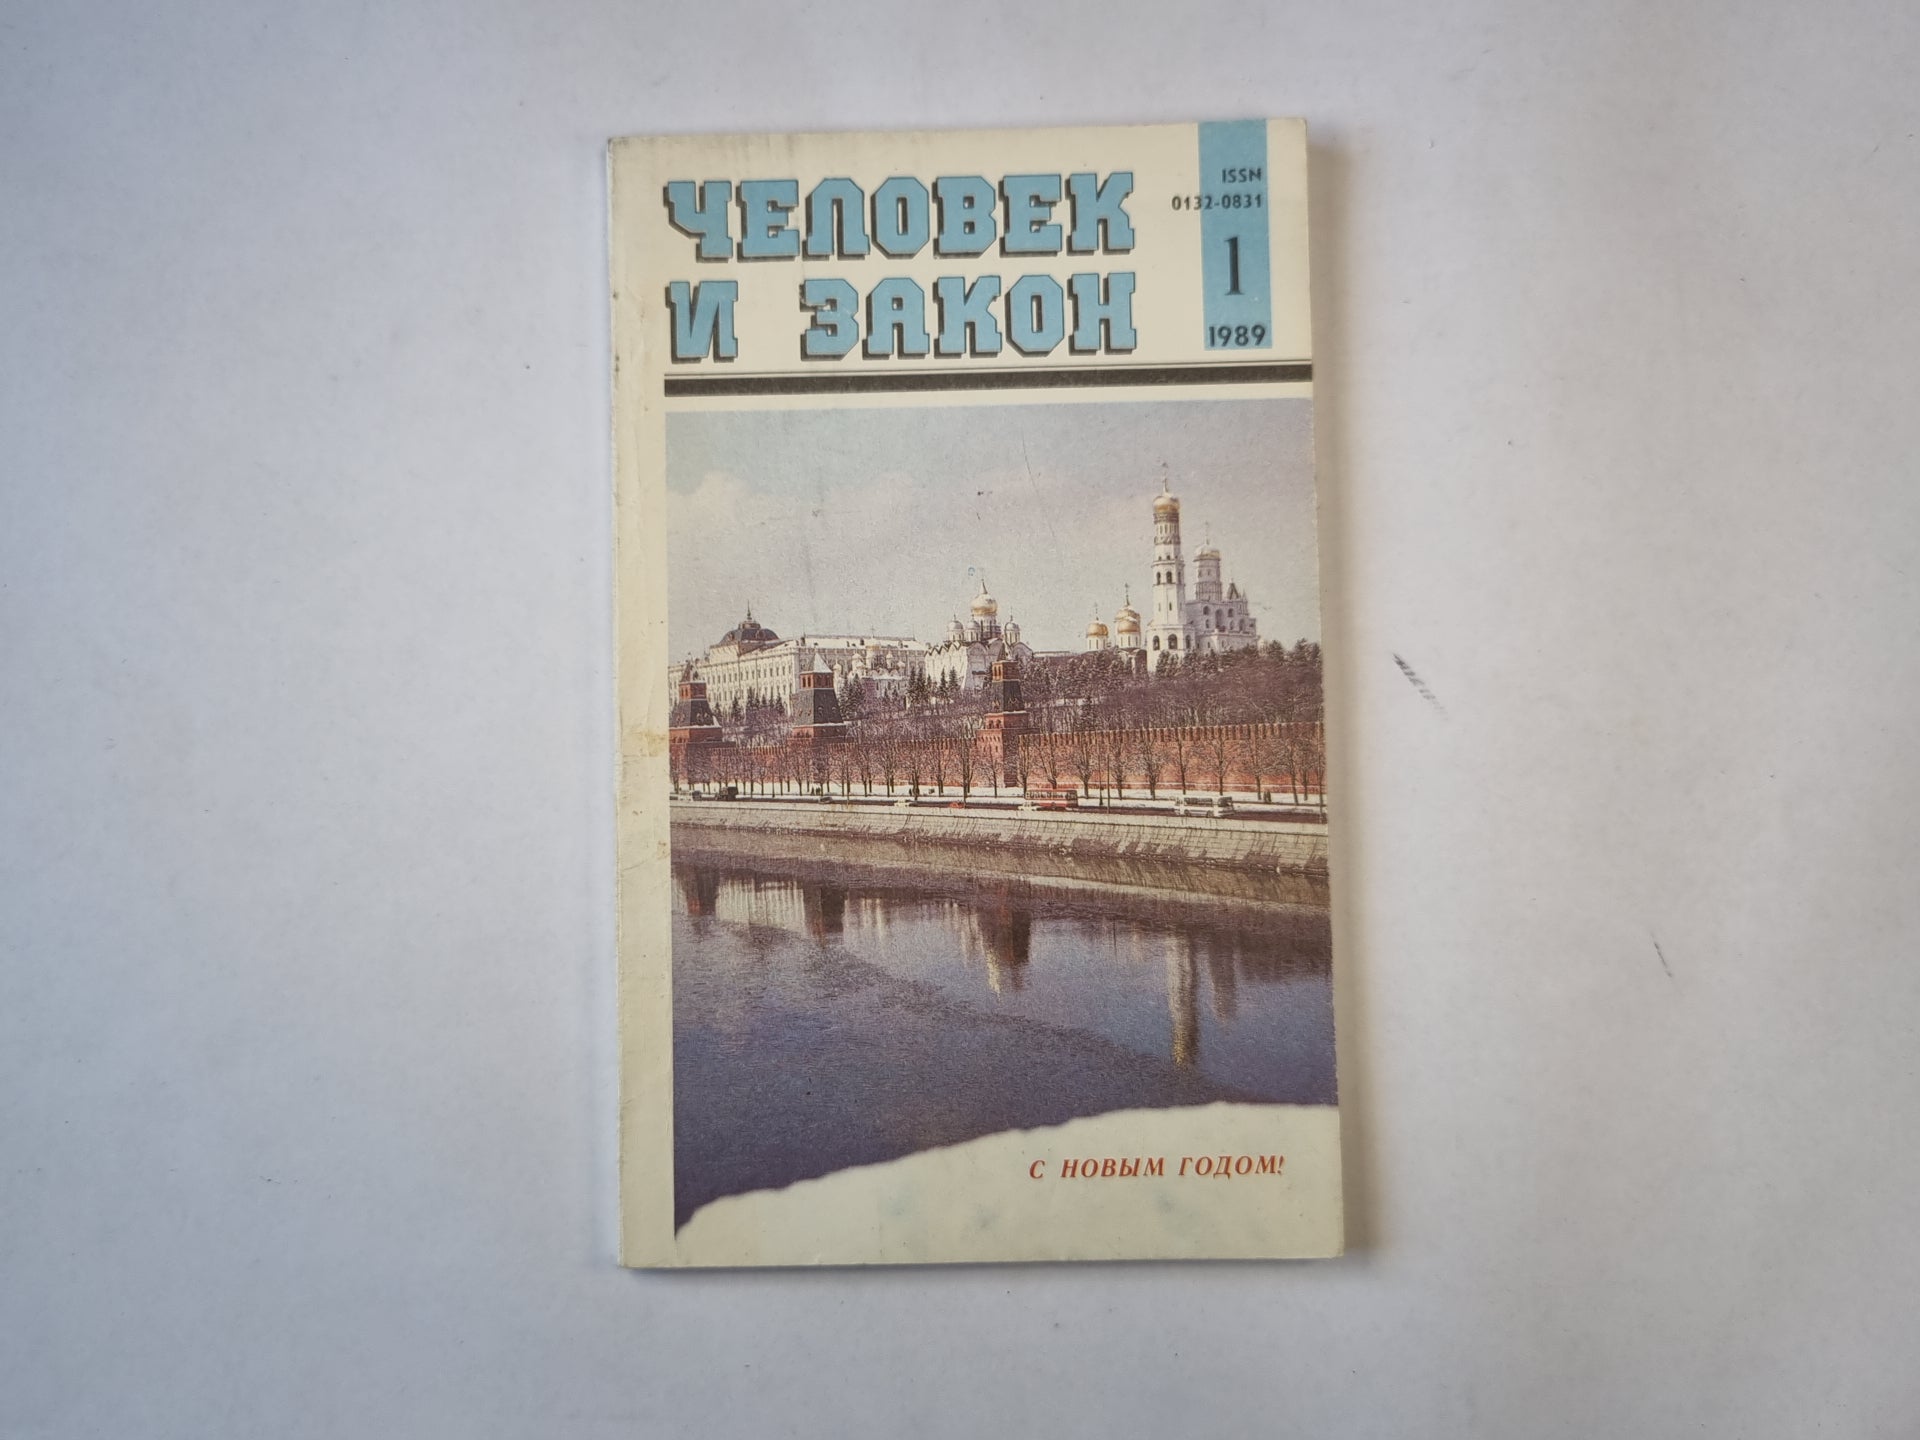 ЧЕЛОВЕК
И ЗАКОН
ISSN
0132-0831
1
1989
С НОВЫМ ГОДОМ!